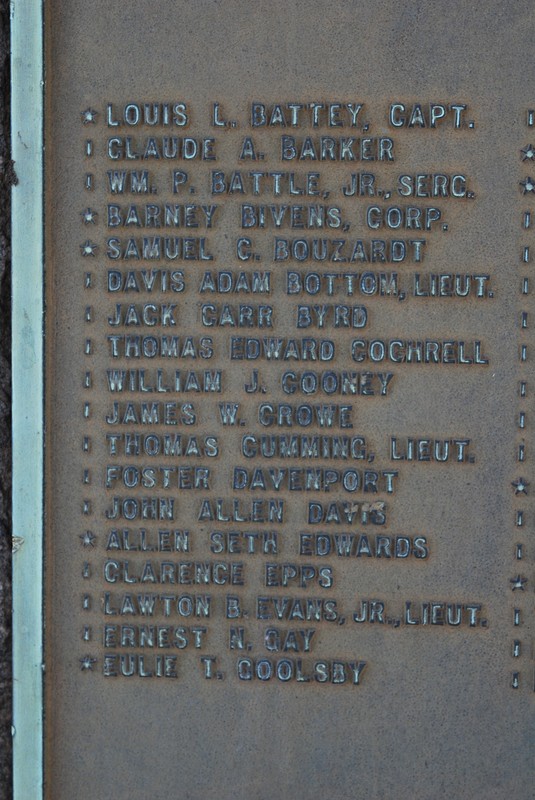 * LOUIS L. BATTEY, CAPT.
I CLAUDE A. BARKER
I WM. P. BATTLE, JR., SERG.
* BARNEY BIVENS, CORP.
* SAMUEL C. BOUZARDT
I DAVIS ADAM BOTTOM, LIEUT.
I JACK CARR BYRD
I THOMAS EDWARD COCHRELL
I WILLIAM J. COONEY
I JAMES W. CROWE
I THOMAS CUMMING, LIEUT.
I FOSTER DAVENPORT
I JOHN ALLEN DAVIS
* ALLEN SETH EDWARDS
I CLARENCE EPPS
I LAWTON B. EVANS, JR., LIEUT.
I ERNEST N. GAY
* EULIE T. GOOLSBY